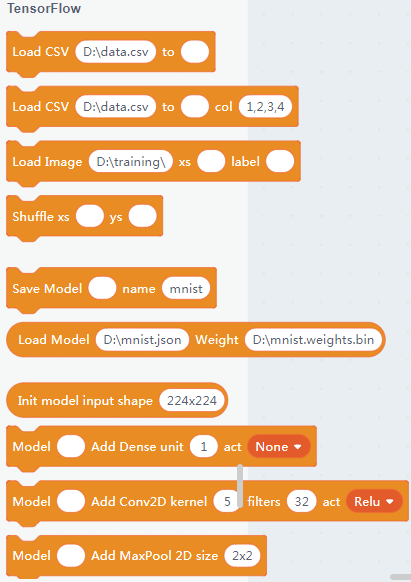 TensorFlow
Load CSV D:\data.csv to
Load CSV D:\data.csv to col 1,2,3,4
Load Image D:\training\ xs label
Shuffle xs ys
Save Model name mnist
Load Model D:\mnist.json Weight D:\mnist.weights.bin
Init model input shape 224x224
Model Add Dense unit 1 act None
Model Add Conv2D kernel 5 filters 32 act Relu
Model Add MaxPool 2D size 2x2